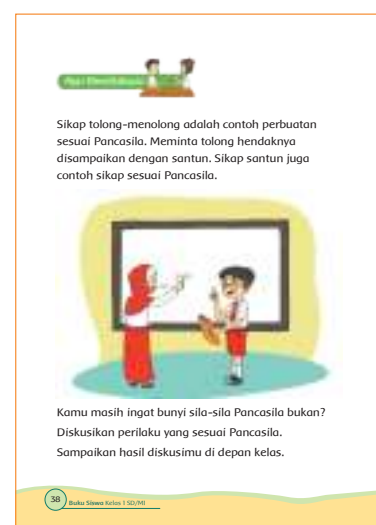 Sikap tolong-menolong adalah contoh perbuatan
sesuai Pancasila. Meminta tolong hendaknya
disampaikan dengan santun. Sikap santun juga
contoh sikap sesuai Pancasila.
Kamu masih ingat bunyi sila-sila Pancasila bukan?
Diskusikan perilaku yang sesuai Pancasila.
Sampaikan hasil diskusimu di depan kelas.
38 Buku Siswa Kelas 1 SD/MI